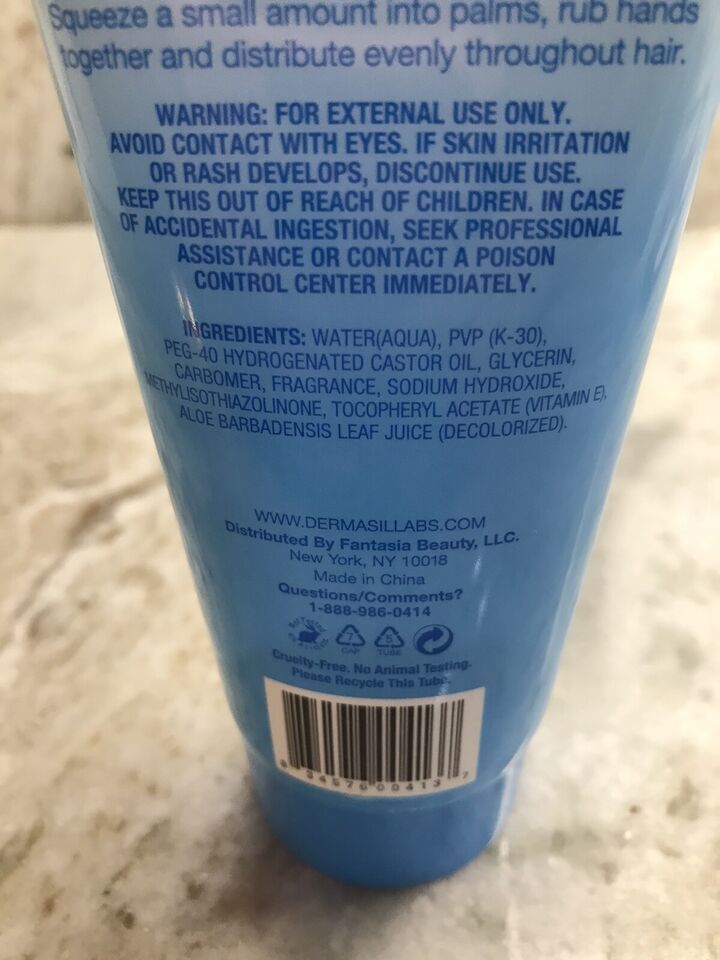 Squeeze a small amount into palms, rub hands
together and distribute evenly throughout hair.
WARNING: FOR EXTERNAL USE ONLY.
AVOID CONTACT WITH EYES. IF SKIN IRRITATION
OR RASH DEVELOPS, DISCONTINUE USE.
KEEP THIS OUT OF REACH OF CHILDREN. IN CASE
OF ACCIDENTAL INGESTION, SEEK PROFESSIONAL
ASSISTANCE OR CONTACT A POISON
CONTROL CENTER IMMEDIATELY.
INGREDIENTS: WATER(AQUA), PVP (K-30),
PEG-40 HYDROGENATED CASTOR OIL, GLYCERIN,
CARBOMER, FRAGRANCE, SODIUM HYDROXIDE,
METHYLISOTHIAZOLINONE, TOCOPHERYL ACETATE (VITAMIN E),
ALOE BARBADENSIS LEAF JUICE (DECOLORIZED).
WWW.DERMASILLABS.COM
Distributed By Fantasia Beauty, LLC.
New York, NY 10018
Made in China
Questions/Comments?
1-888-986-0414
7 5
CAP TUBE
Cruelty-Free. No Animal Testing.
Please Recycle This Tube.